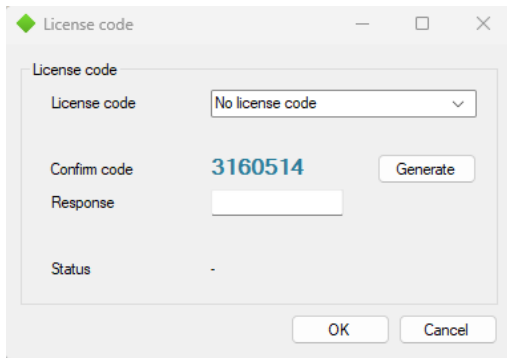 License code
License code
License code No license code
Confirm code 3160514 Generate
Response
Status -
OK Cancel